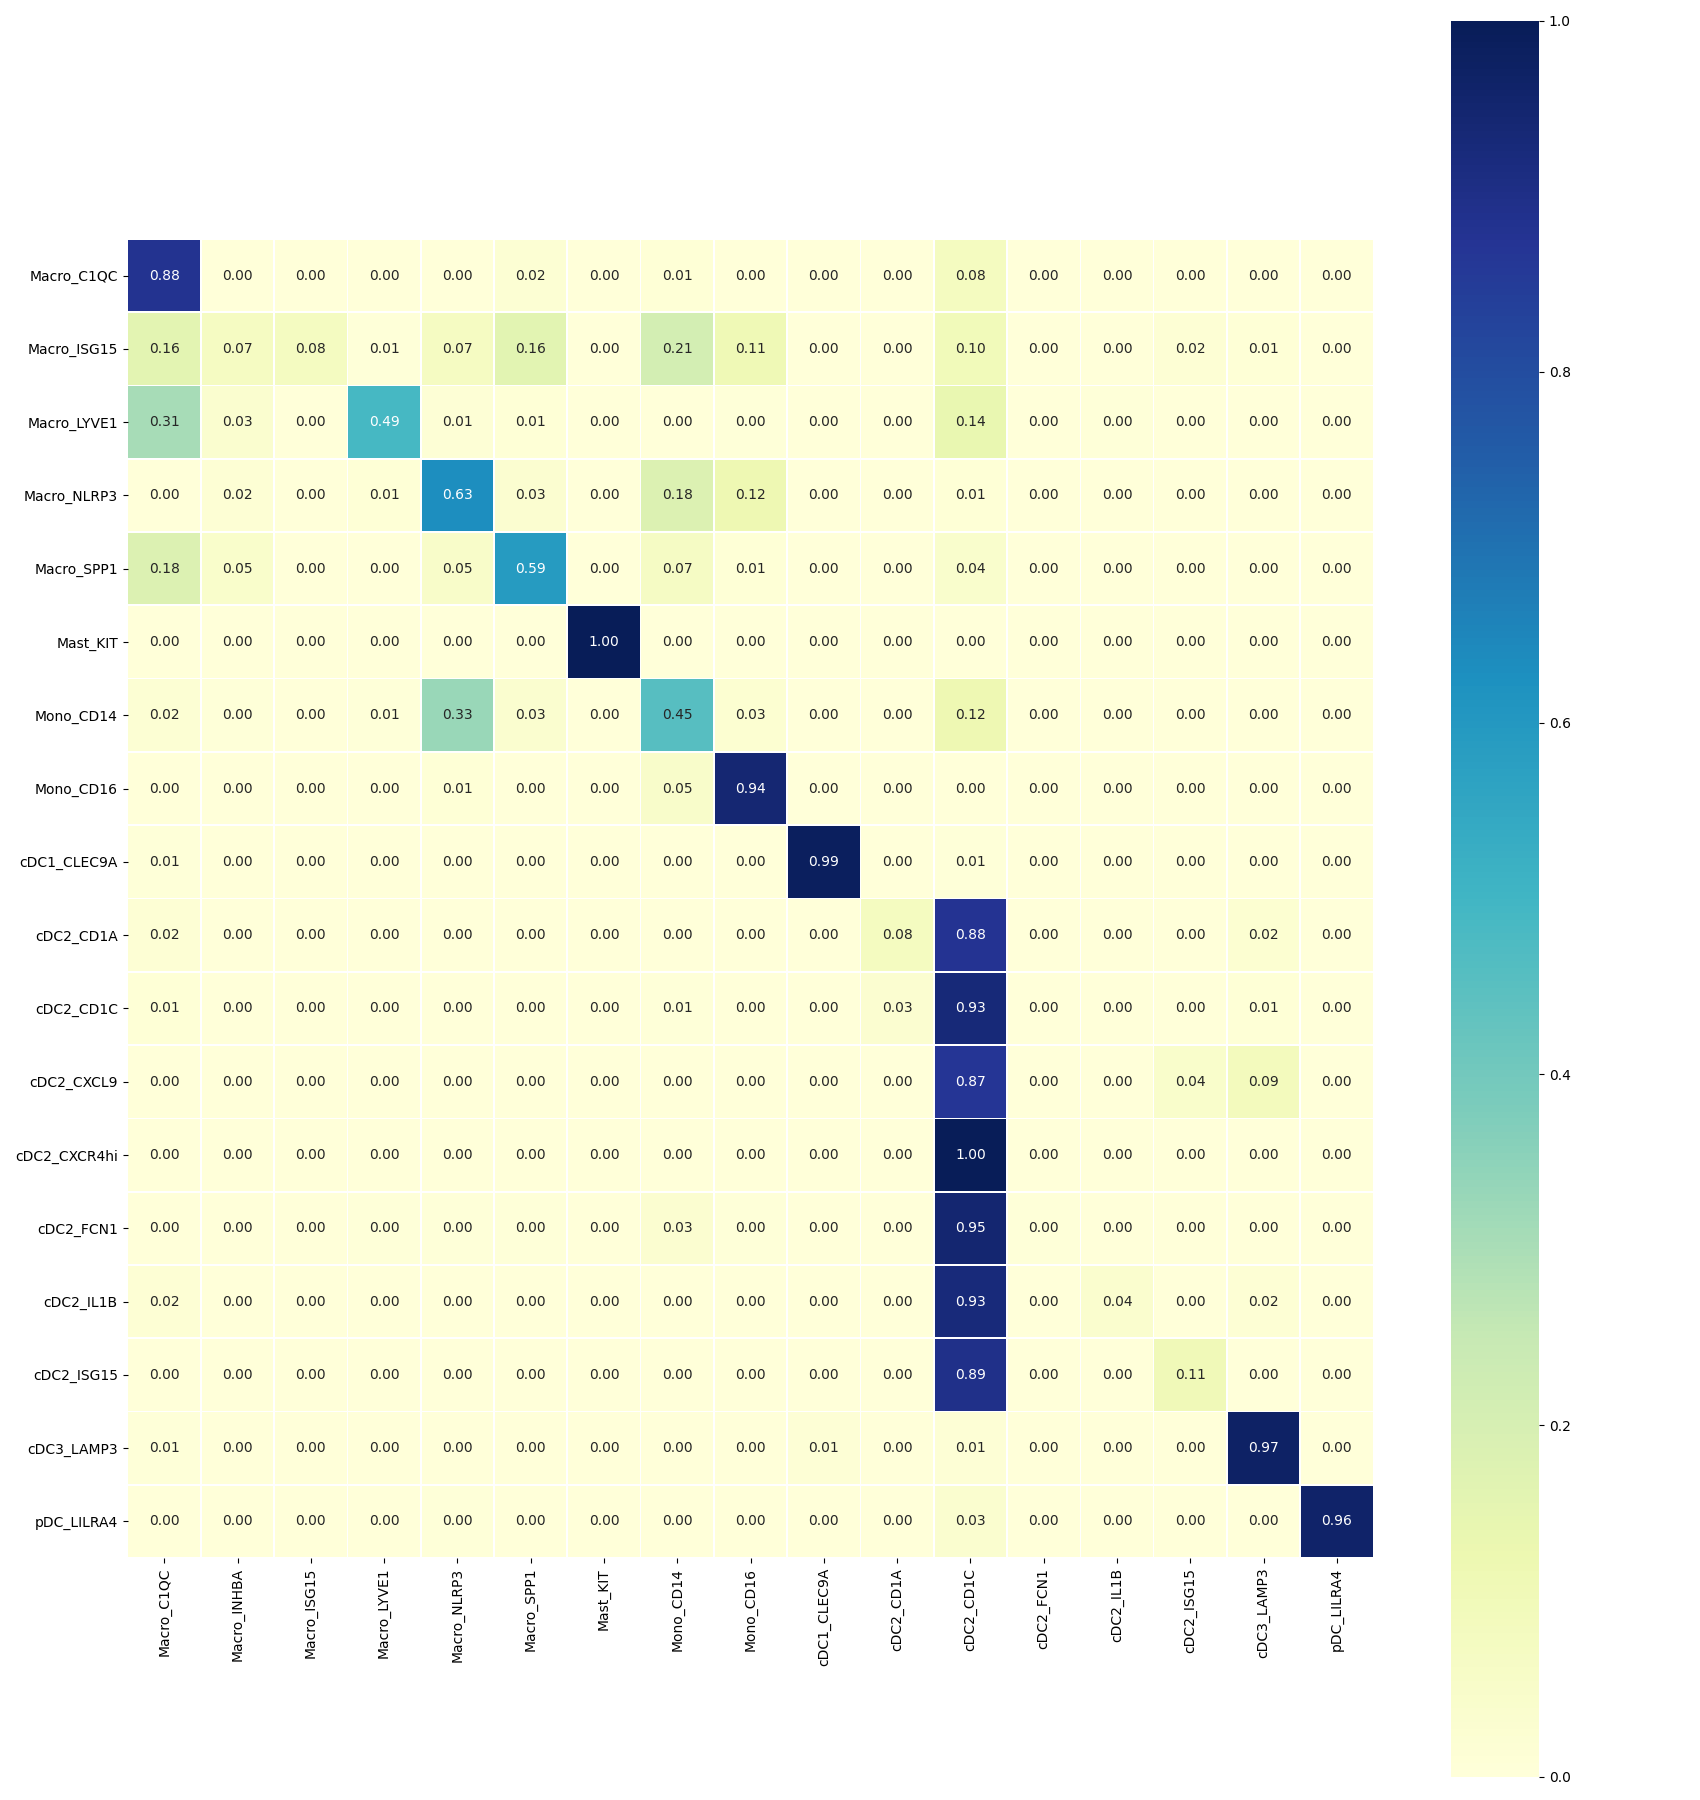 1.0
0.8
0.6
0.4
0.2
0.0
Macro_C1QC 0.88 0.00 0.00 0.00 0.00 0.02 0.00 0.01 0.00 0.00 0.00 0.08 0.00 0.00 0.00 0.00 0.00
Macro_ISG15 0.16 0.07 0.08 0.01 0.07 0.16 0.00 0.21 0.11 0.00 0.00 0.10 0.00 0.00 0.02 0.01 0.00
Macro_LYVE1 0.31 0.03 0.00 0.49 0.01 0.01 0.00 0.00 0.00 0.00 0.00 0.14 0.00 0.00 0.00 0.00 0.00
Macro_NLRP3 0.00 0.02 0.00 0.01 0.63 0.03 0.00 0.18 0.12 0.00 0.00 0.01 0.00 0.00 0.00 0.00 0.00
Macro_SPP1 0.18 0.05 0.00 0.00 0.05 0.59 0.00 0.07 0.01 0.00 0.00 0.04 0.00 0.00 0.00 0.00 0.00
Mast_KIT 0.00 0.00 0.00 0.00 0.00 0.00 1.00 0.00 0.00 0.00 0.00 0.00 0.00 0.00 0.00 0.00 0.00
Mono_CD14 0.02 0.00 0.00 0.01 0.33 0.03 0.00 0.45 0.03 0.00 0.00 0.12 0.00 0.00 0.00 0.00 0.00
Mono_CD16 0.00 0.00 0.00 0.00 0.01 0.00 0.00 0.05 0.94 0.00 0.00 0.00 0.00 0.00 0.00 0.00 0.00
cDC1_CLEC9A 0.01 0.00 0.00 0.00 0.00 0.00 0.00 0.00 0.00 0.99 0.00 0.01 0.00 0.00 0.00 0.00 0.00
cDC2_CD1A 0.02 0.00 0.00 0.00 0.00 0.00 0.00 0.00 0.00 0.00 0.08 0.88 0.00 0.00 0.00 0.02 0.00
cDC2_CD1C 0.01 0.00 0.00 0.00 0.00 0.00 0.00 0.01 0.00 0.00 0.03 0.93 0.00 0.00 0.00 0.01 0.00
cDC2_CXCL9 0.00 0.00 0.00 0.00 0.00 0.00 0.00 0.00 0.00 0.00 0.00 0.87 0.00 0.00 0.04 0.09 0.00
cDC2_CXCR4hi 0.00 0.00 0.00 0.00 0.00 0.00 0.00 0.00 0.00 0.00 0.00 1.00 0.00 0.00 0.00 0.00 0.00
cDC2_FCN1 0.00 0.00 0.00 0.00 0.00 0.00 0.00 0.03 0.00 0.00 0.00 0.95 0.00 0.00 0.00 0.00 0.00
cDC2_IL1B 0.02 0.00 0.00 0.00 0.00 0.00 0.00 0.00 0.00 0.00 0.00 0.93 0.00 0.04 0.00 0.02 0.00
cDC2_ISG15 0.00 0.00 0.00 0.00 0.00 0.00 0.00 0.00 0.00 0.00 0.00 0.89 0.00 0.00 0.11 0.00 0.00
cDC3_LAMP3 0.01 0.00 0.00 0.00 0.00 0.00 0.00 0.00 0.00 0.01 0.00 0.01 0.00 0.00 0.00 0.97 0.00
pDC_LILRA4 0.00 0.00 0.00 0.00 0.00 0.00 0.00 0.00 0.00 0.00 0.00 0.03 0.00 0.00 0.00 0.00 0.96
Macro_C1QC
Macro_INHBA
Macro_ISG15
Macro_LYVE1
Macro_NLRP3
Macro_SPP1
Mast_KIT
Mono_CD14
Mono_CD16
cDC1_CLEC9A
cDC2_CD1A
cDC2_CD1C
cDC2_FCN1
cDC2_IL1B
cDC2_ISG15
cDC3_LAMP3
pDC_LILRA4